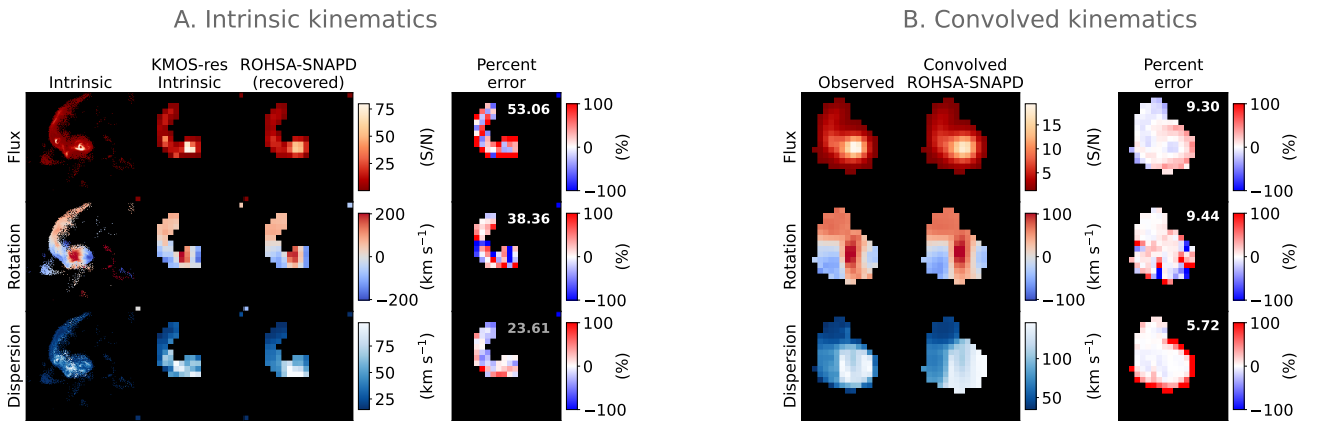 A. Intrinsic kinematics
B. Convolved kinematics
Intrinsic
KMOS-res
Intrinsic
ROHSA-SNAPD
(recovered)
Percent
error
Observed
Convolved
ROHSA-SNAPD
Percent
error
Flux
75
50
25
(S/N)
53.06
100
0
−100
(%)
Flux
15
10
5
(S/N)
9.30
100
0
−100
(%)
Rotation
200
0
−200
(km s⁻¹)
38.36
100
0
−100
(%)
Rotation
100
0
−100
(km s⁻¹)
9.44
100
0
−100
(%)
Dispersion
75
50
25
(km s⁻¹)
23.61
100
0
−100
(%)
Dispersion
100
50
(km s⁻¹)
5.72
100
0
−100
(%)